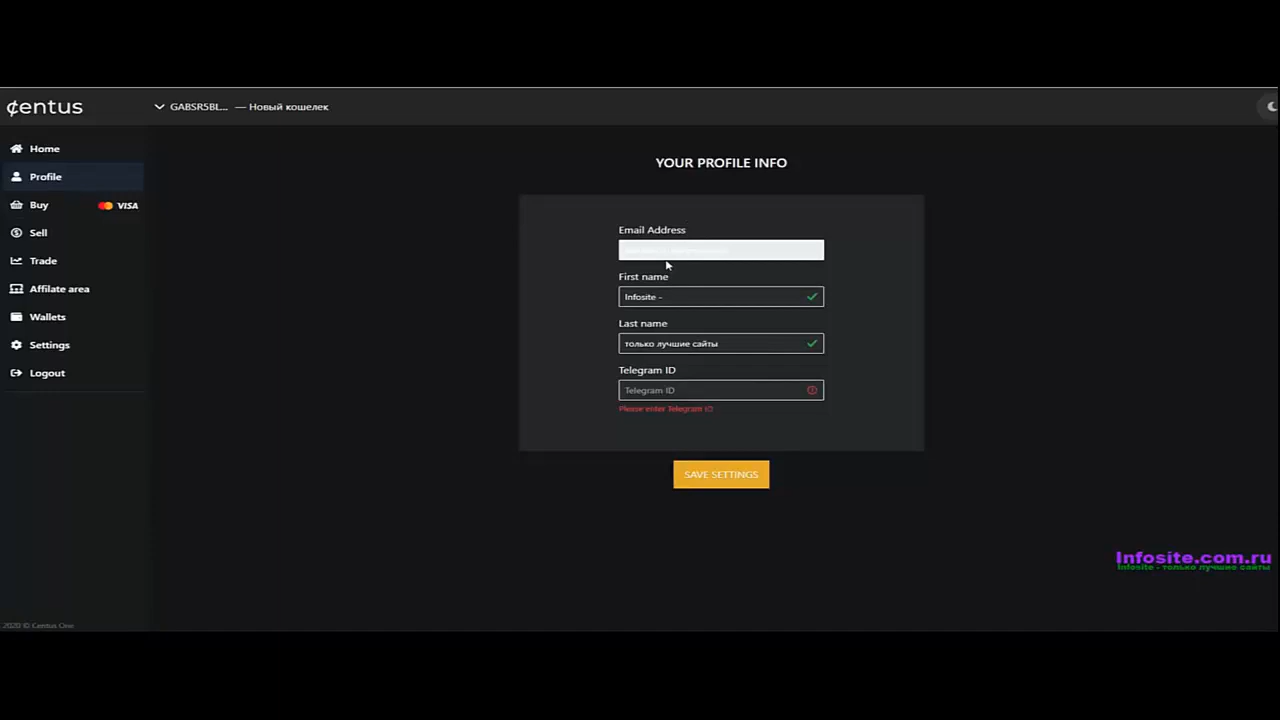 ¢entus
GABSR5BL... — Новый кошелек
Home
Profile
Buy VISA
Sell
Trade
Affilate area
Wallets
Settings
Logout
YOUR PROFILE INFO
Email Address
First name
Infosite -
Last name
только лучшие сайты
Telegram ID
Telegram ID
Please enter Telegram ID
SAVE SETTINGS
Infosite.com.ru
Infosite - только лучшие сайты
2020 © Centus One